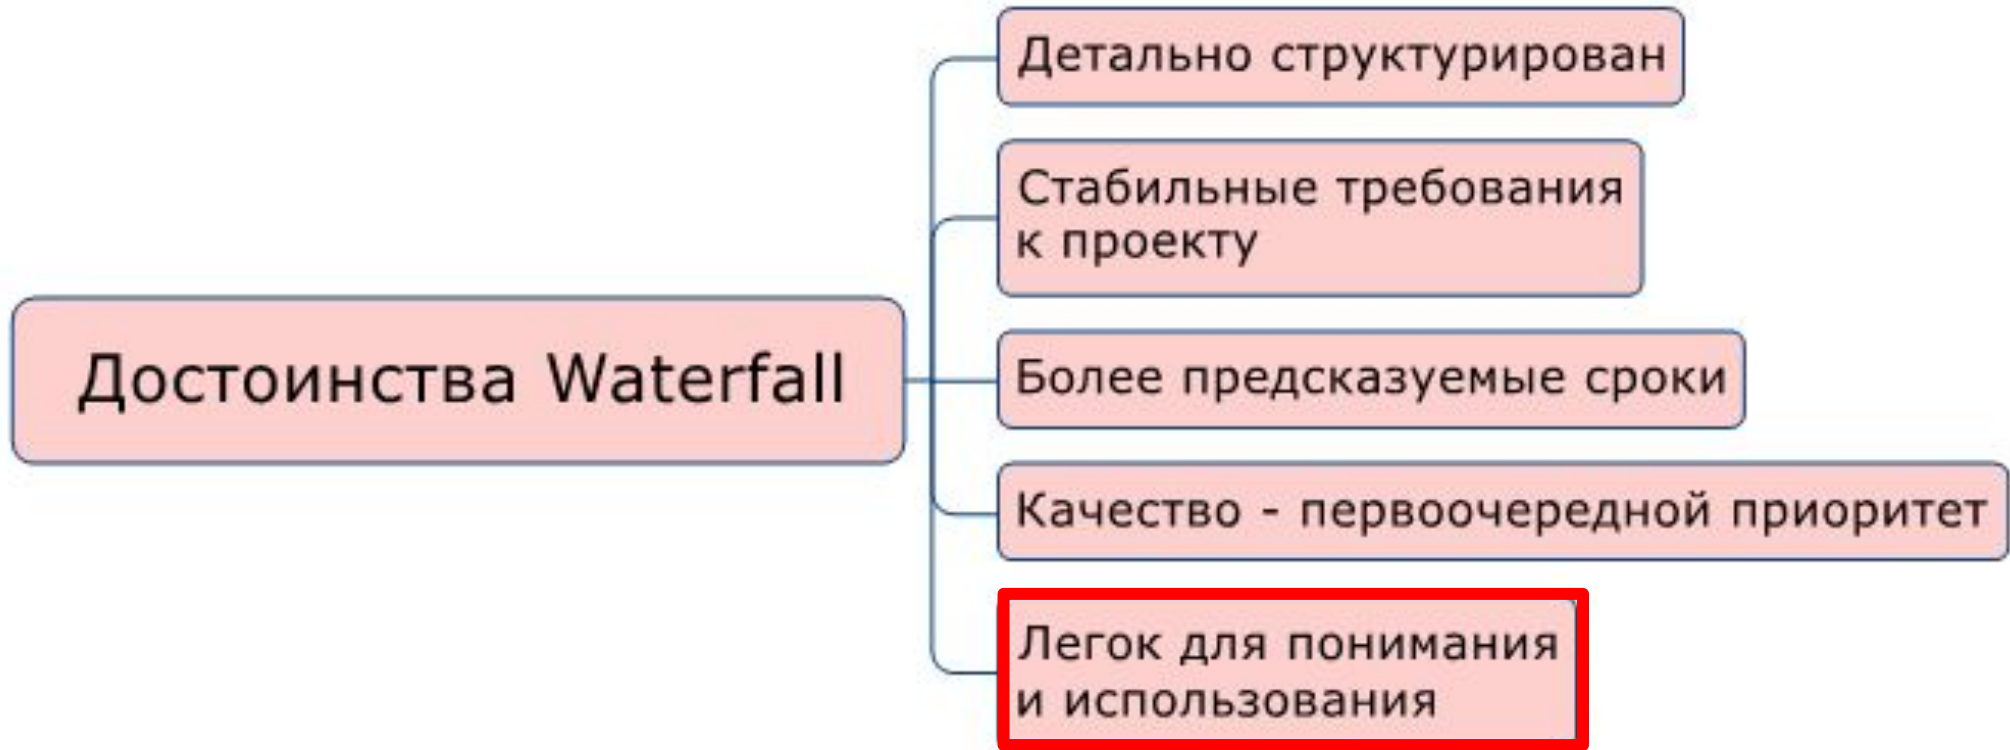 Детально структурирован
Стабильные требования
к проекту
Достоинства Waterfall
Более предсказуемые сроки
Качество - первоочередной приоритет
Легок для понимания
и использования